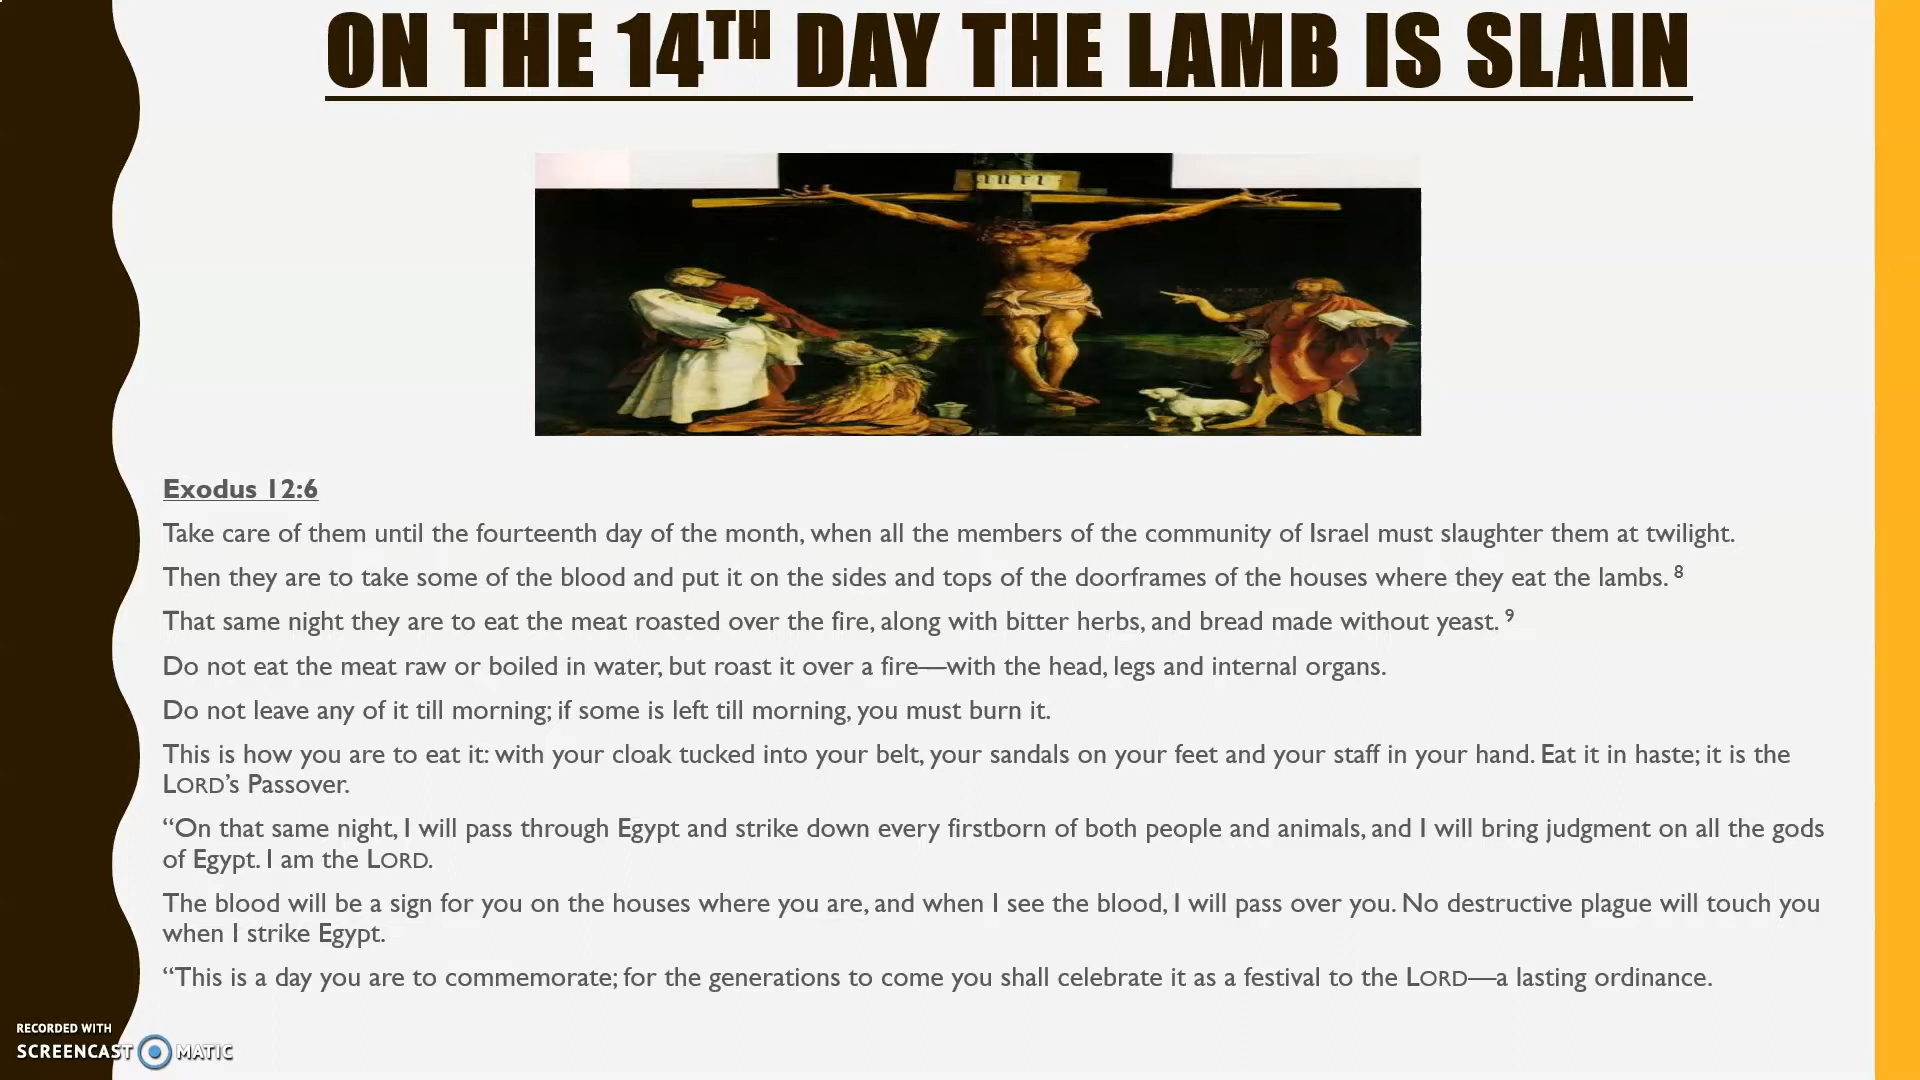 ON THE 14TH DAY THE LAMB IS SLAIN
INRI
Exodus 12:6
Take care of them until the fourteenth day of the month, when all the members of the community of Israel must slaughter them at twilight.
Then they are to take some of the blood and put it on the sides and tops of the doorframes of the houses where they eat the lambs. 8
That same night they are to eat the meat roasted over the fire, along with bitter herbs, and bread made without yeast. 9
Do not eat the meat raw or boiled in water, but roast it over a fire—with the head, legs and internal organs.
Do not leave any of it till morning; if some is left till morning, you must burn it.
This is how you are to eat it: with your cloak tucked into your belt, your sandals on your feet and your staff in your hand. Eat it in haste; it is the
LORD’s Passover.
“On that same night, I will pass through Egypt and strike down every firstborn of both people and animals, and I will bring judgment on all the gods
of Egypt. I am the LORD.
The blood will be a sign for you on the houses where you are, and when I see the blood, I will pass over you. No destructive plague will touch you
when I strike Egypt.
“This is a day you are to commemorate; for the generations to come you shall celebrate it as a festival to the LORD—a lasting ordinance.
RECORDED WITH
SCREENCAST MATIC